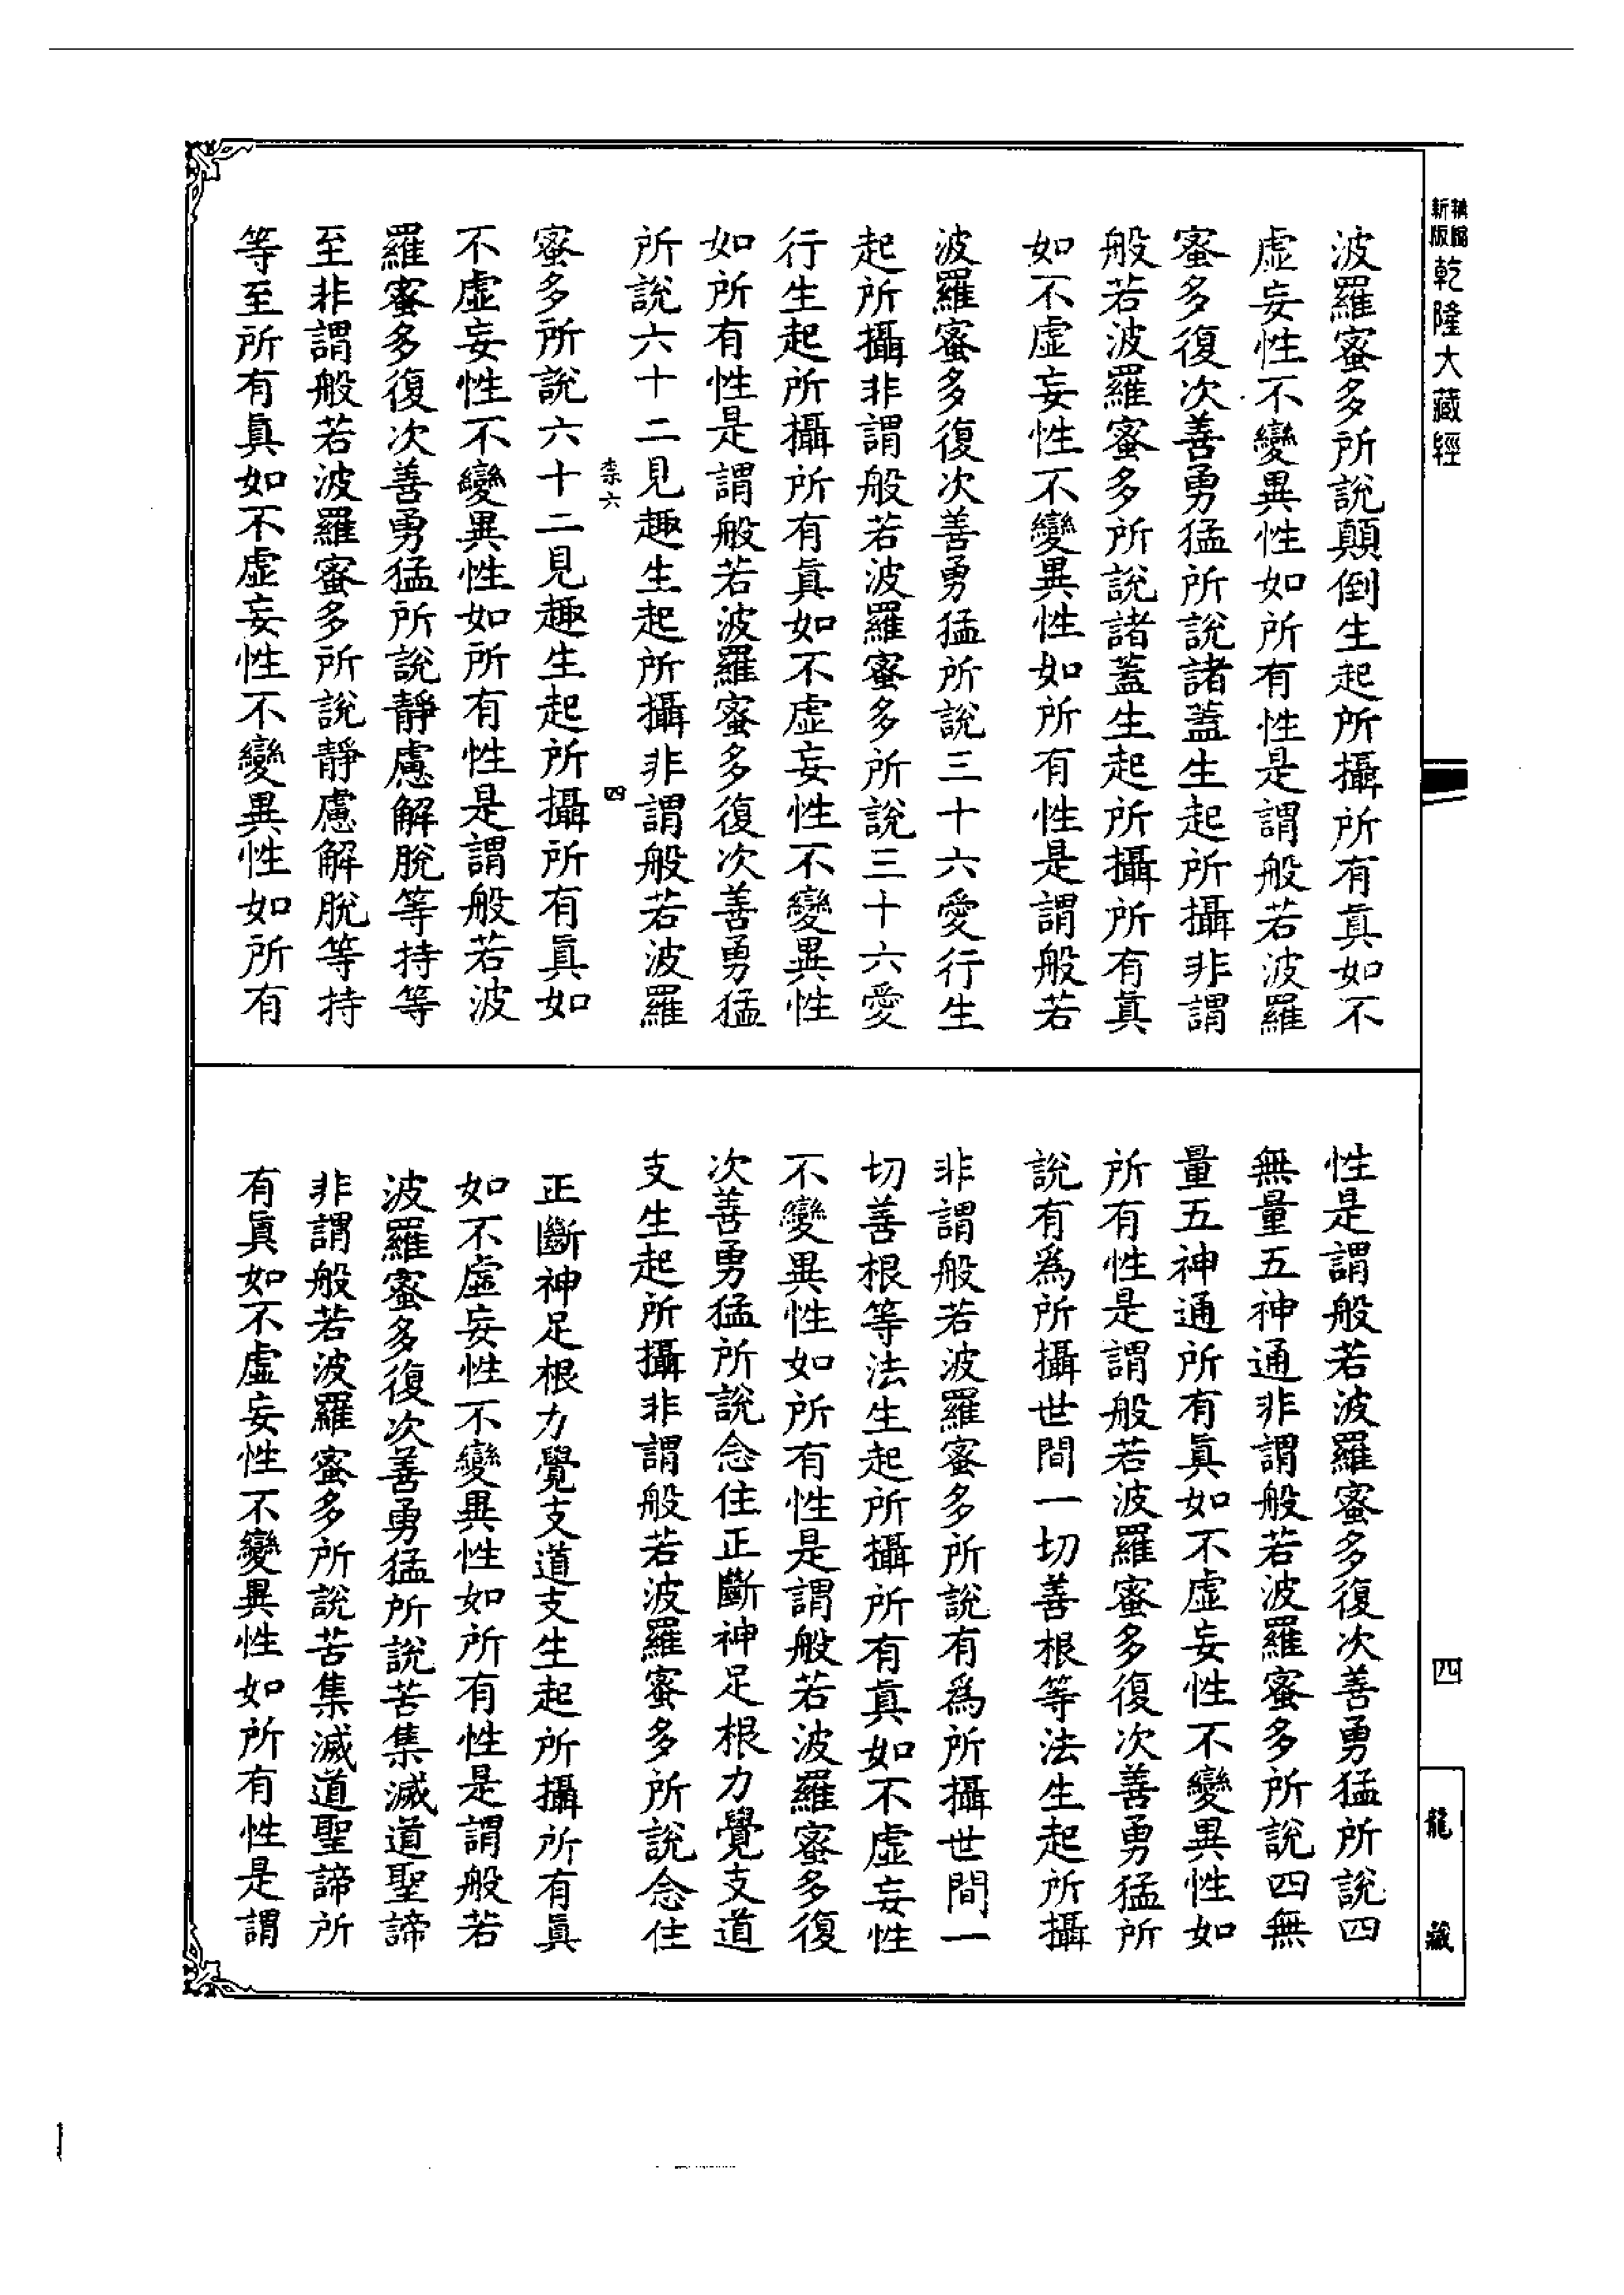 新編
新版
乾隆大藏經
波羅蜜多所說顛倒生起所攝所有真如不
虛妄性不變異性如所有性是謂般若波羅
蜜多復次善勇猛所說諸蓋生起所攝非謂
般若波羅蜜多所說諸蓋生起所攝所有真
如不虛妄性不變異性如所有性是謂般若
波羅蜜多復次善勇猛所說三十六愛行生
起所攝非謂般若波羅蜜多所說三十六愛
行生起所攝所有真如不虛妄性不變異性
如所有性是謂般若波羅蜜多復次善勇猛
所說六十二見趣生起所攝非謂般若波羅
柰六
四
蜜多所說六十二見趣生起所攝所有真如
不虛妄性不變異性如所有性是謂般若波
羅蜜多復次善勇猛所說靜慮解脫等持等
至非謂般若波羅蜜多所說靜慮解脫等持
等至所有真如不虛妄性不變異性如所有
性是謂般若波羅蜜多復次善勇猛所說四
無量五神通非謂般若波羅蜜多所說四無
量五神通所有真如不虛妄性不變異性如
所有性是謂般若波羅蜜多復次善勇猛所
說有為所攝世間一切善根等法生起所攝
非謂般若波羅蜜多所說有為所攝世間一
切善根等法生起所攝所有真如不虛妄性
不變異性如所有性是謂般若波羅蜜多復
次善勇猛所說念住正斷神足根力覺支道
支生起所攝非謂般若波羅蜜多所說念住
正斷神足根力覺支道支生起所攝所有真
如不虛妄性不變異性如所有性是謂般若
波羅蜜多復次善勇猛所說苦集滅道聖諦
非謂般若波羅蜜多所說苦集滅道聖諦所
有真如不虛妄性不變異性如所有性是謂
四
龍藏